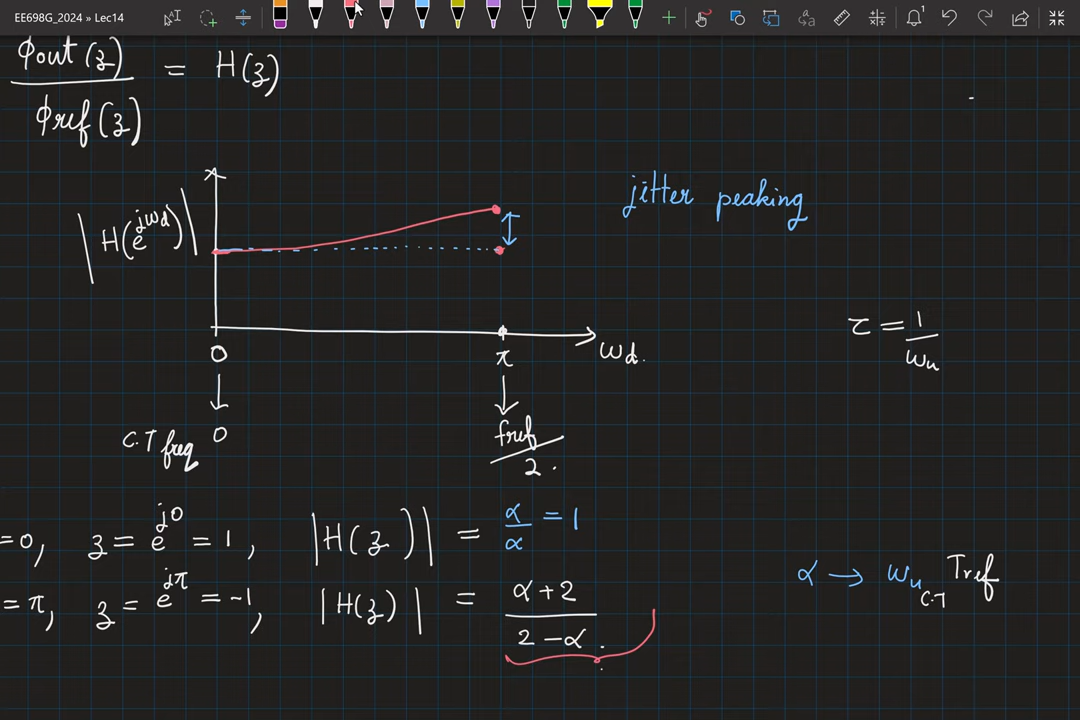 EE698G_2024 » Lec14
ϕout(z)
ϕref(z)
= H(z)
jitter peaking
|H(e^jωd)|
τ = 1/ωu
0
π
ωd.
C.T freq
0
fref/2.
=0, z = e^j0 = 1, |H(z)| = α/α = 1
α → ωu C.T Tref
=π, z = e^jπ = -1, |H(z)| = α+2/2-α.